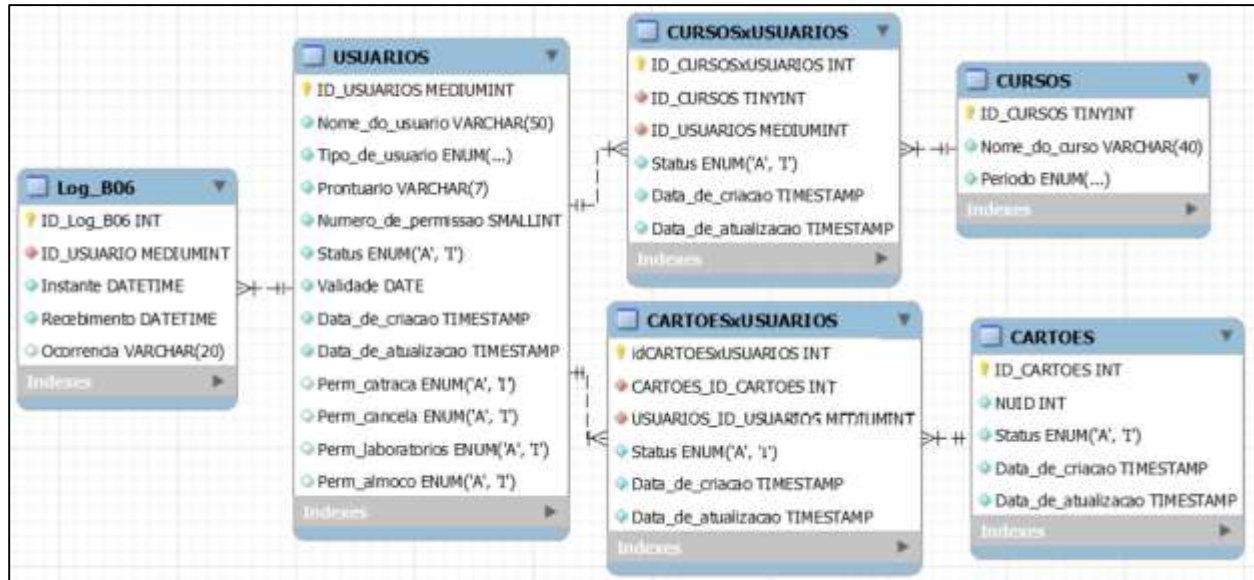 Log_B06
ID_Log_B06 INT
ID_USUARIO MEDIUMINT
Instante DATETIME
Recebimento DATETIME
Ocorrencia VARCHAR(20)
Indexes
USUARIOS
ID_USUARIOS MEDIUMINT
Nome_do_usuario VARCHAR(50)
Tipo_de_usuario ENUM(...)
Prontuario VARCHAR(7)
Numero_de_permissao SMALLINT
Status ENUM('A', 'I')
Validade DATE
Data_de_criacao TIMESTAMP
Data_de_atualizacao TIMESTAMP
Perm_catraca ENUM('A', 'I')
Perm_cancela ENUM('A', 'I')
Perm_laboratorios ENUM('A', 'I')
Perm_almoco ENUM('A', 'I')
Indexes
CURSOSxUSUARIOS
ID_CURSOSxUSUARIOS INT
ID_CURSOS TINYINT
ID_USUARIOS MEDIUMINT
Status ENUM('A', 'I')
Data_de_criacao TIMESTAMP
Data_de_atualizacao TIMESTAMP
Indexes
CURSOS
ID_CURSOS TINYINT
Nome_do_curso VARCHAR(40)
Periodo ENUM(...)
Indexes
CARTOESxUSUARIOS
idCARTOESxUSUARIOS INT
CARTOES_ID_CARTOES INT
USUARIOS_ID_USUARIOS MEDIUMINT
Status ENUM('A', 'I')
Data_de_criacao TIMESTAMP
Data_de_atualizacao TIMESTAMP
Indexes
CARTOES
ID_CARTOES INT
NUID INT
Status ENUM('A', 'I')
Data_de_criacao TIMESTAMP
Data_de_atualizacao TIMESTAMP
Indexes